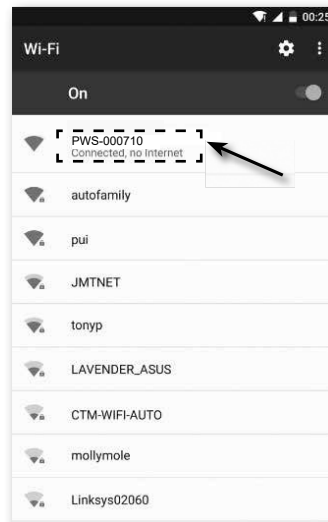 00:25
Wi-Fi
On
PWS-000710
Connected, no Internet
autofamily
pui
JMTNET
tonyp
LAVENDER_ASUS
CTM-WIFI-AUTO
mollymole
Linksys02060